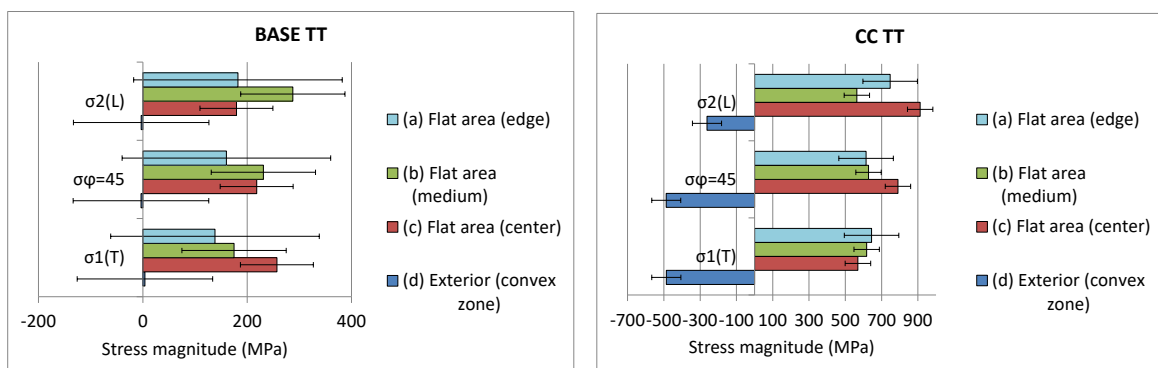 BASE TT
σ2(L)
σφ=45
σ1(T)
-200 0 200 400
Stress magnitude (MPa)
(a) Flat area (edge)
(b) Flat area
(medium)
(c) Flat area (center)
(d) Exterior (convex
zone)
CC TT
σ2(L)
σφ=45
σ1(T)
-700-500-300-100 100 300 500 700 900
Stress magnitude (MPa)
(a) Flat area (edge)
(b) Flat area
(medium)
(c) Flat area (center)
(d) Exterior (convex
zone)